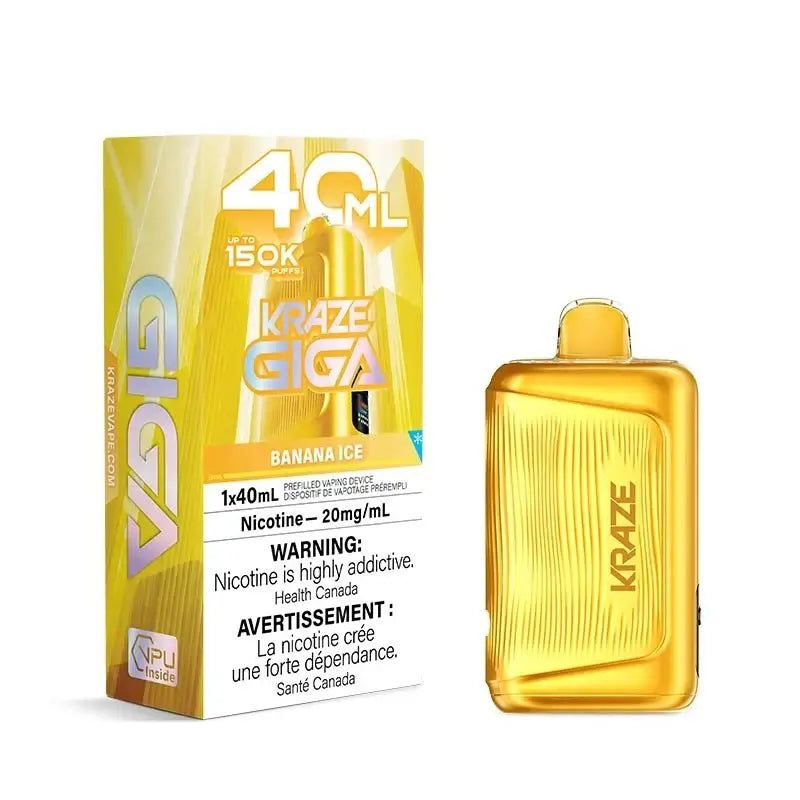 40ML
UP TO
150K
PUFFS
KRAZE
GIGA
BANANA ICE
1x40mL PREFILLED VAPING DEVICE
DISPOSITIF DE VAPOTAGE PRÉREMPLI
Nicotine — 20mg/mL
WARNING:
Nicotine is highly addictive.
Health Canada
AVERTISSEMENT :
La nicotine crée
une forte dépendance.
Santé Canada
GIGA
KRAZEVAPE.COM
VPU
Inside
KRAZE